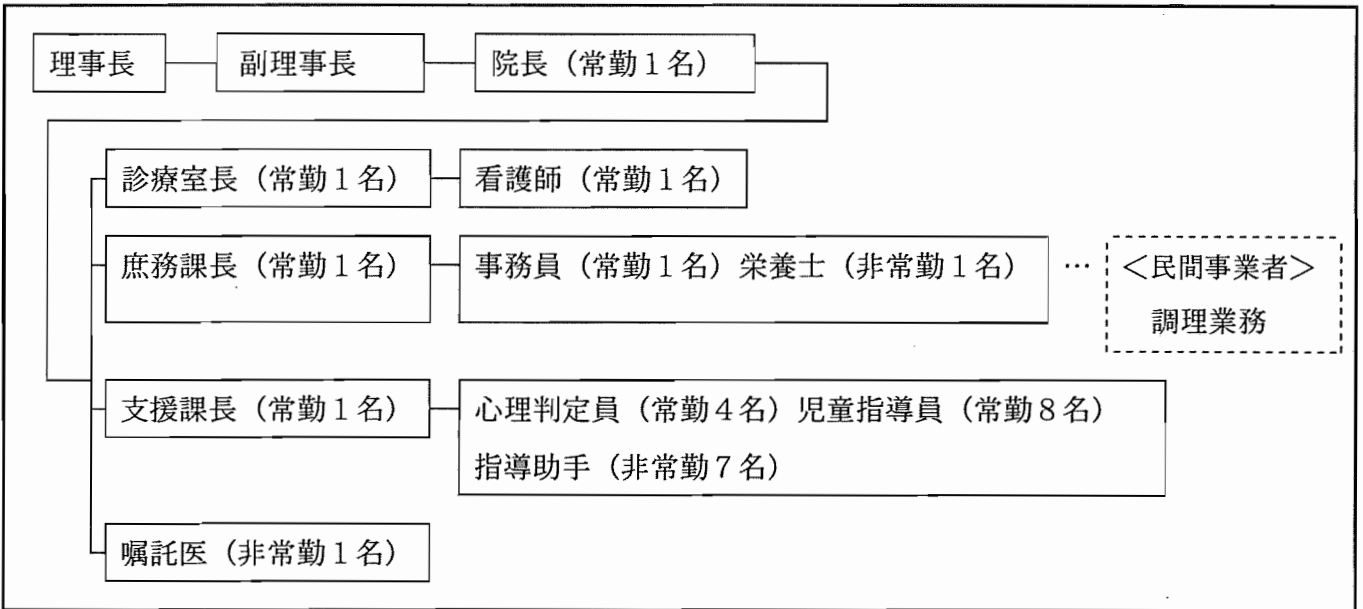 理事長 副理事長 院長（常勤１名）
診療室長（常勤１名） 看護師（常勤１名）
庶務課長（常勤１名） 事務員（常勤１名）栄養士（非常勤１名） … ＜民間事業者＞
調理業務
支援課長（常勤１名） 心理判定員（常勤４名）児童指導員（常勤８名）
指導助手（非常勤７名）
嘱託医（非常勤１名）